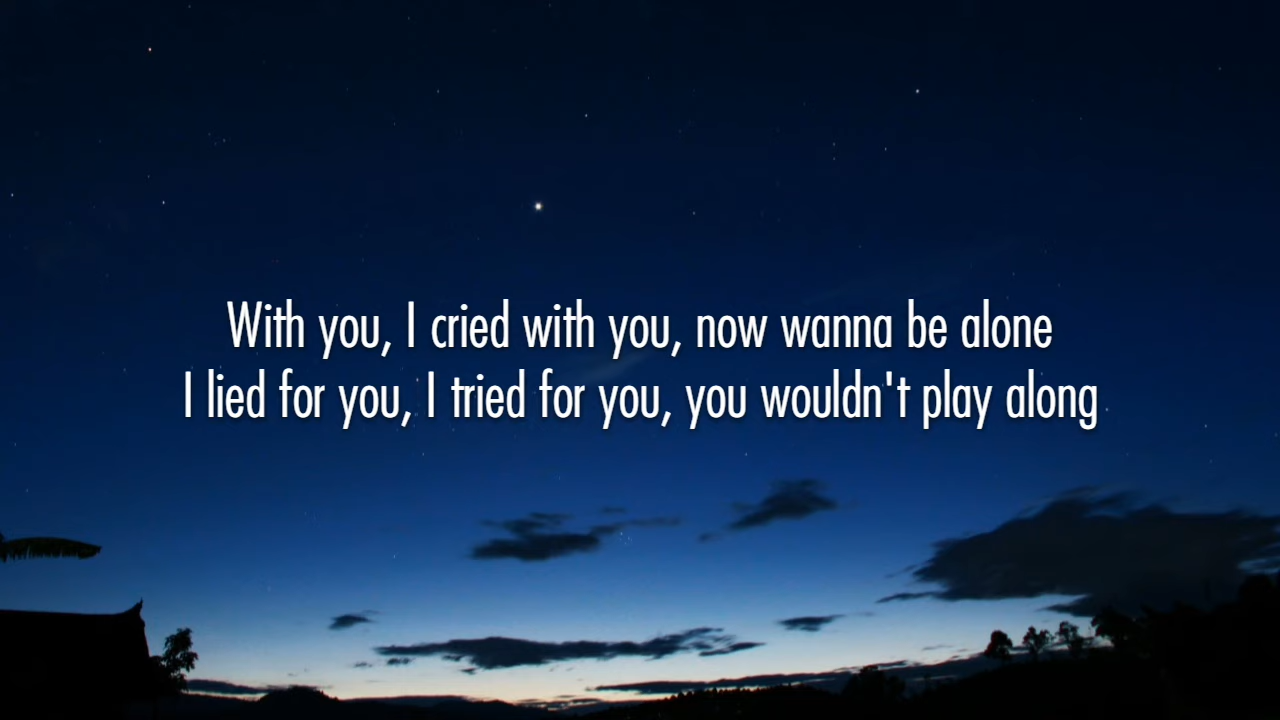 With you, I cried with you, now wanna be alone
I lied for you, I tried for you, you wouldn't play along